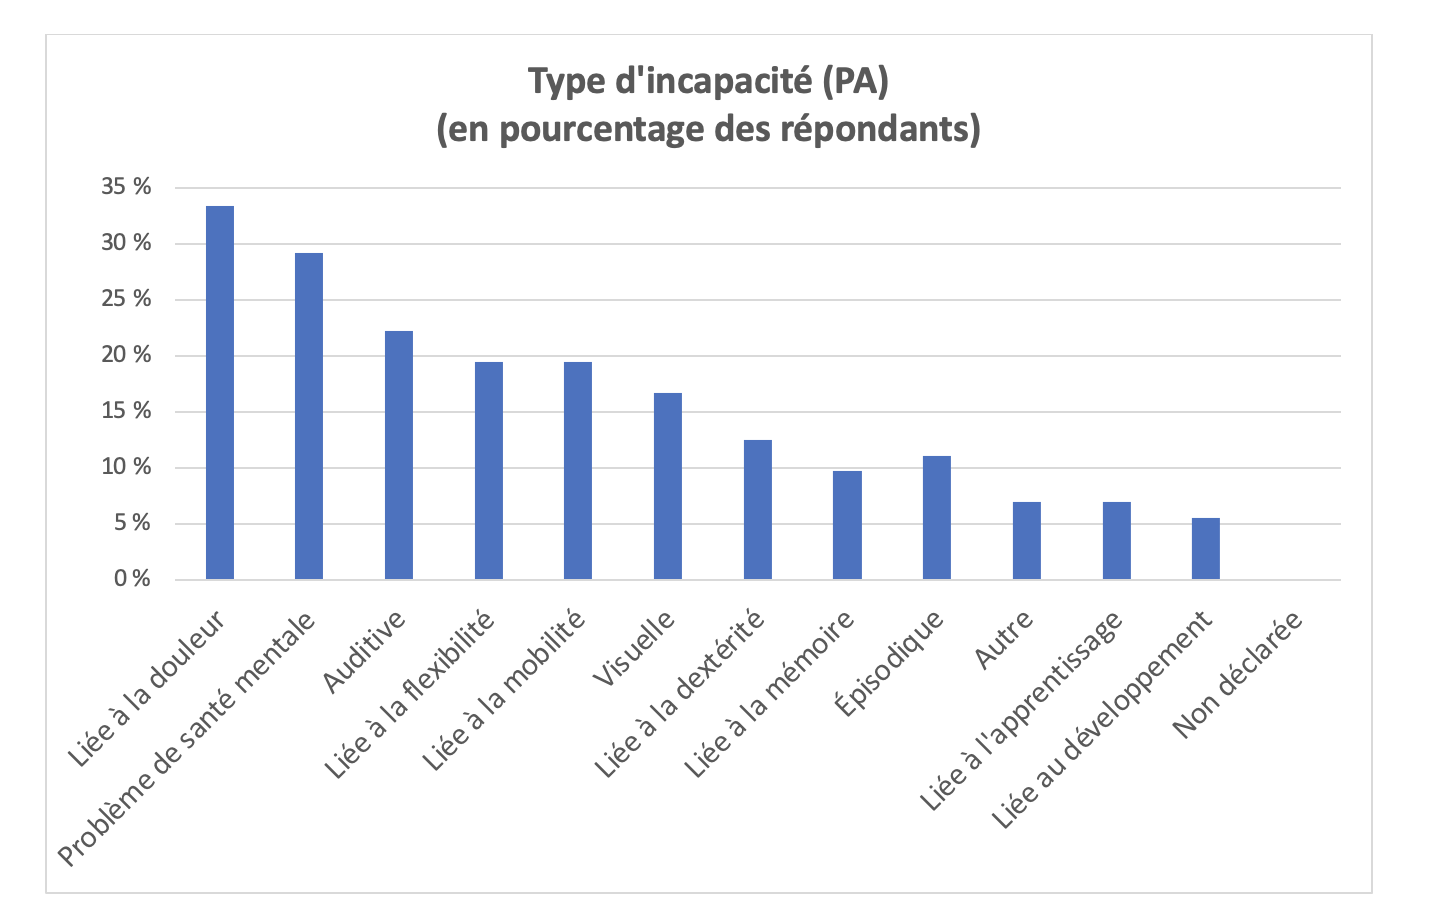 Type d'incapacité (PA)
(en pourcentage des répondants)
35 %
30 %
25 %
20 %
15 %
10 %
5 %
0 %
Liée à la douleur
Problème de santé mentale
Auditive
Liée à la flexibilité
Liée à la mobilité
Visuelle
Liée à la dextérité
Liée à la mémoire
Épisodique
Autre
Liée à l'apprentissage
Liée au développement
Non déclarée